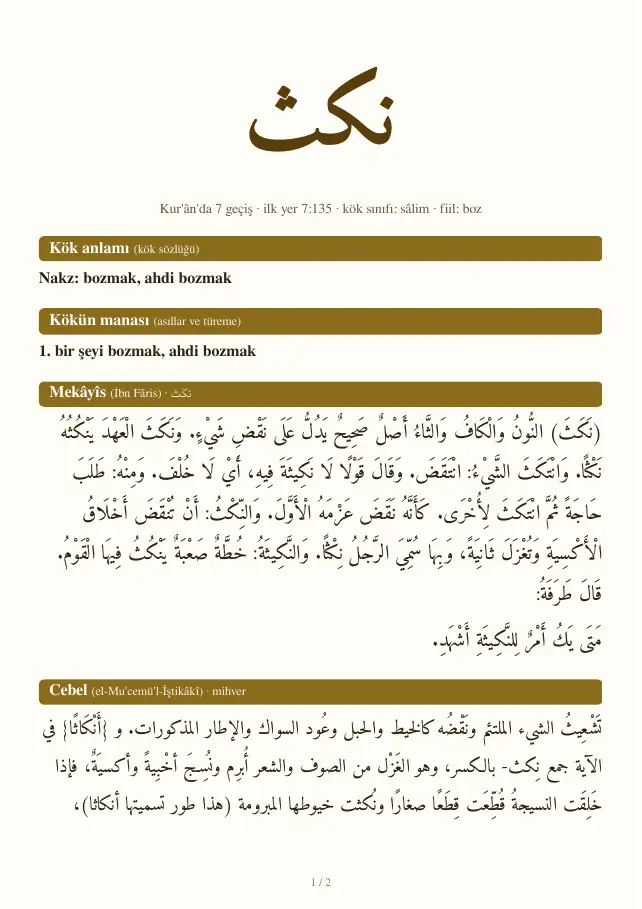 نكث
Kur'ân'da 7 geçiş · ilk yer 7:135 · kök sınıfı: sâlim · fiil: boz
Kök anlamı (kök sözlüğü)
Nakz: bozmak, ahdi bozmak
Kökün manası (asıllar ve türeme)
1. bir şeyi bozmak, ahdi bozmak
Mekâyîs (İbn Fâris) · نكث
(نَكَثَ) النُّونُ وَالْكَافُ وَالثَّاءُ أَصْلٌ صَحِيحٌ يَدُلُّ عَلَى نَقْضِ شَيْءٍ. وَنَكَثَ الْعَهْدَ يَنْكُثُهُ
نَكْثًا. وَانْتَكَثَ الشَّيْءُ: انْتَقَضَ. وَقَالَ قَوْلًا لَا نَكِيثَةَ فِيهِ، أَيْ لَا خُلْفَ. وَمِنْهُ: طَلَبَ
حَاجَةً ثُمَّ انْتَكَثَ لِأُخْرَى. كَأَنَّهُ نَقَضَ عَزْمَهُ الْأَوَّلَ. وَالنِّكْثُ: أَنْ تُنْقَضَ أَخْلَاقُ
الْأَكْسِيَةِ وَتُغْزَلَ ثَانِيَةً، وَبِهَا سُمِّيَ الرَّجُلُ نِكْثًا. وَالنَّكِيثَةُ: خُطَّةٌ صَعْبَةٌ يَنْكُثُ فِيهَا الْقَوْمُ.
قَالَ طَرَفَةُ:
مَتَى يَكُ أَمْرٌ لِلنَّكِيثَةِ أَشْهَدِ.
Cebel (el-Mu'cemü'l-İştikâkî) · mihver
تَشْعِيثُ الشيء الملتئم ونَقْضُه كالخيط والحبل وعُود السواك والإطار المذكورات. و {أَنْكَاثًا} في
الآية جمع نِكث- بالكسر، وهو الغَزْل من الصوف والشعر أُبرِم ونُسِجَ أخْبِيةً وأكسيَةً، فإذا
خَلِقَت النسيجةُ قُطِّعَت قِطَعًا صغارًا ونُكثت خيوطها المبرومة (هذا طور تسميتها أنكاثا)،
1 / 2